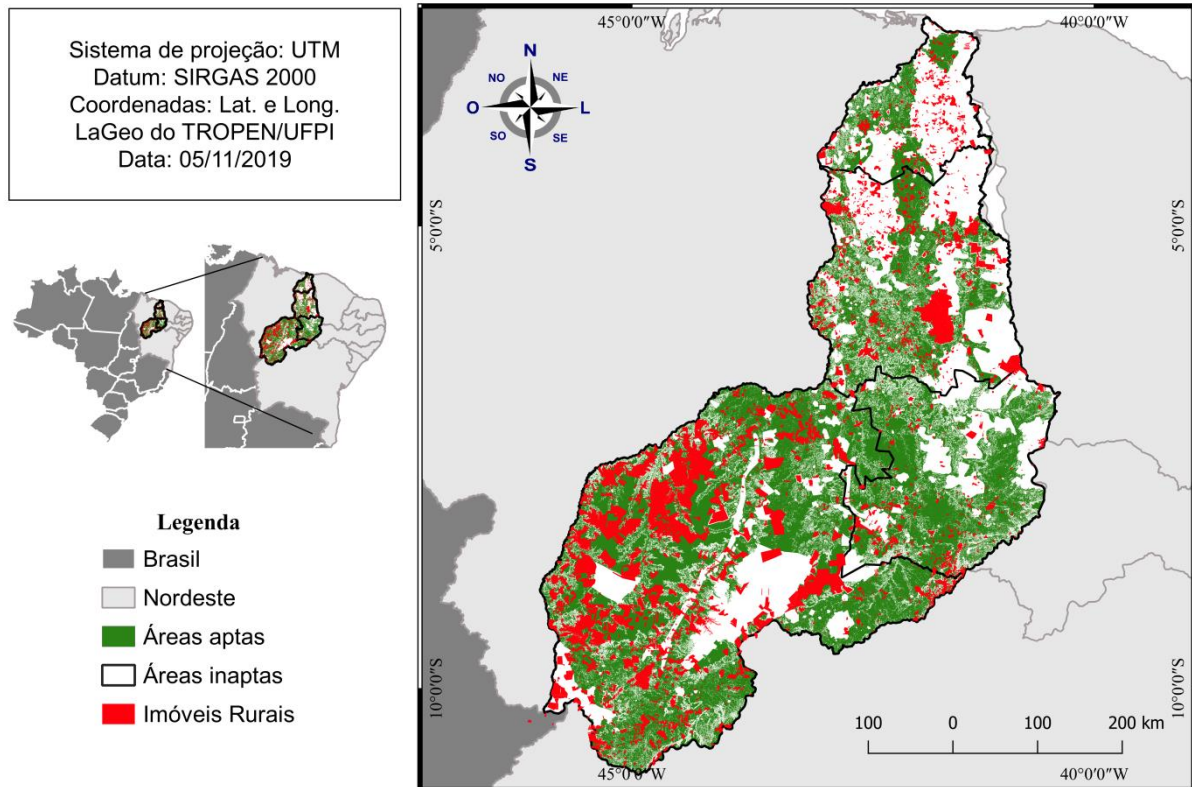 Sistema de projeção: UTM
Datum: SIRGAS 2000
Coordenadas: Lat. e Long.
LaGeo do TROPEN/UFPI
Data: 05/11/2019
Legenda
Brasil
Nordeste
Áreas aptas
Áreas inaptas
Imóveis Rurais
45°0'0"W
40°0'0"W
N
NO
NE
O
L
SO
SE
S
5°0'0"S
5°0'0"S
10°0'0"S
10°0'0"S
100 0 100 200 km
45°0'0"W
40°0'0"W